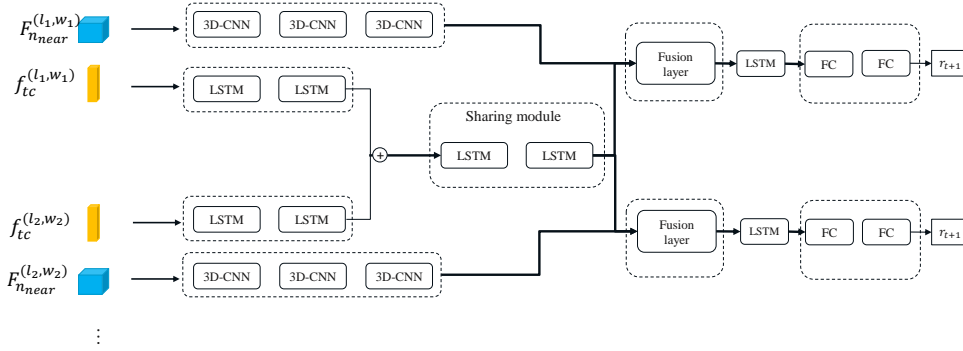 F_{n_{near}}^{(l_1,w_1)}
3D-CNN 3D-CNN 3D-CNN
Fusion layer
LSTM
FC FC
r_{t+1}
f_{tc}^{(l_1,w_1)}
LSTM LSTM
Sharing module
+
LSTM LSTM
f_{tc}^{(l_2,w_2)}
LSTM LSTM
Fusion layer
LSTM
FC FC
r_{t+1}
F_{n_{near}}^{(l_2,w_2)}
3D-CNN 3D-CNN 3D-CNN
⋮